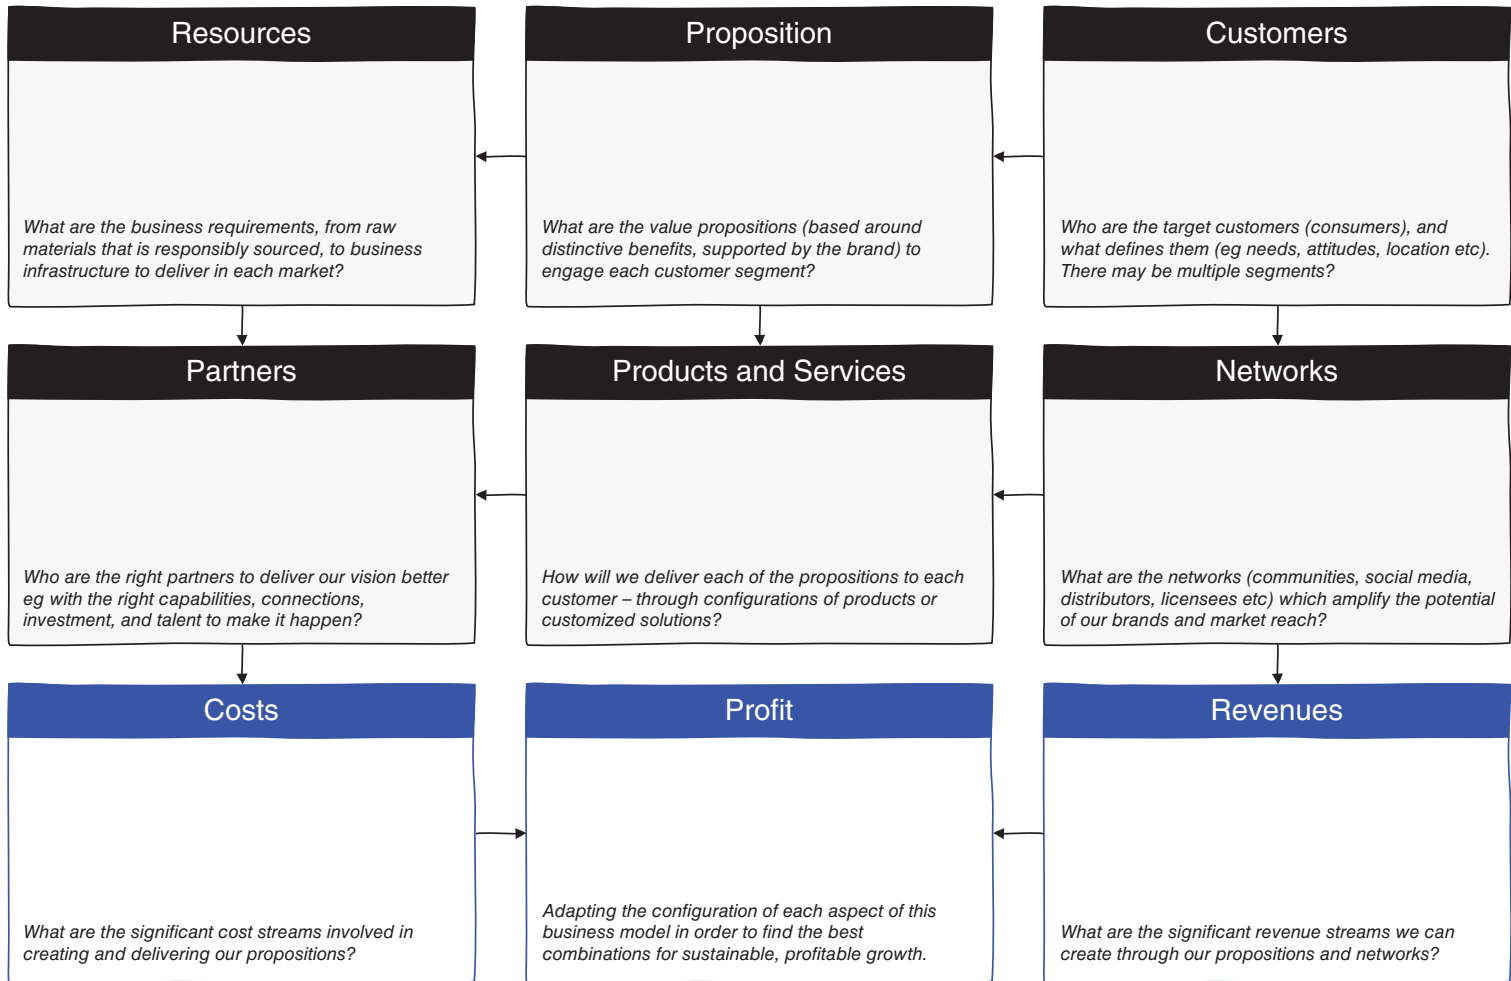 Resources
What are the business requirements, from raw
materials that is responsibly sourced, to business
infrastructure to deliver in each market?
Proposition
What are the value propositions (based around
distinctive benefits, supported by the brand) to
engage each customer segment?
Customers
Who are the target customers (consumers), and
what defines them (eg needs, attitudes, location etc).
There may be multiple segments?
Partners
Who are the right partners to deliver our vision better
eg with the right capabilities, connections,
investment, and talent to make it happen?
Products and Services
How will we deliver each of the propositions to each
customer – through configurations of products or
customized solutions?
Networks
What are the networks (communities, social media,
distributors, licensees etc) which amplify the potential
of our brands and market reach?
Costs
What are the significant cost streams involved in
creating and delivering our propositions?
Profit
Adapting the configuration of each aspect of this
business model in order to find the best
combinations for sustainable, profitable growth.
Revenues
What are the significant revenue streams we can
create through our propositions and networks?